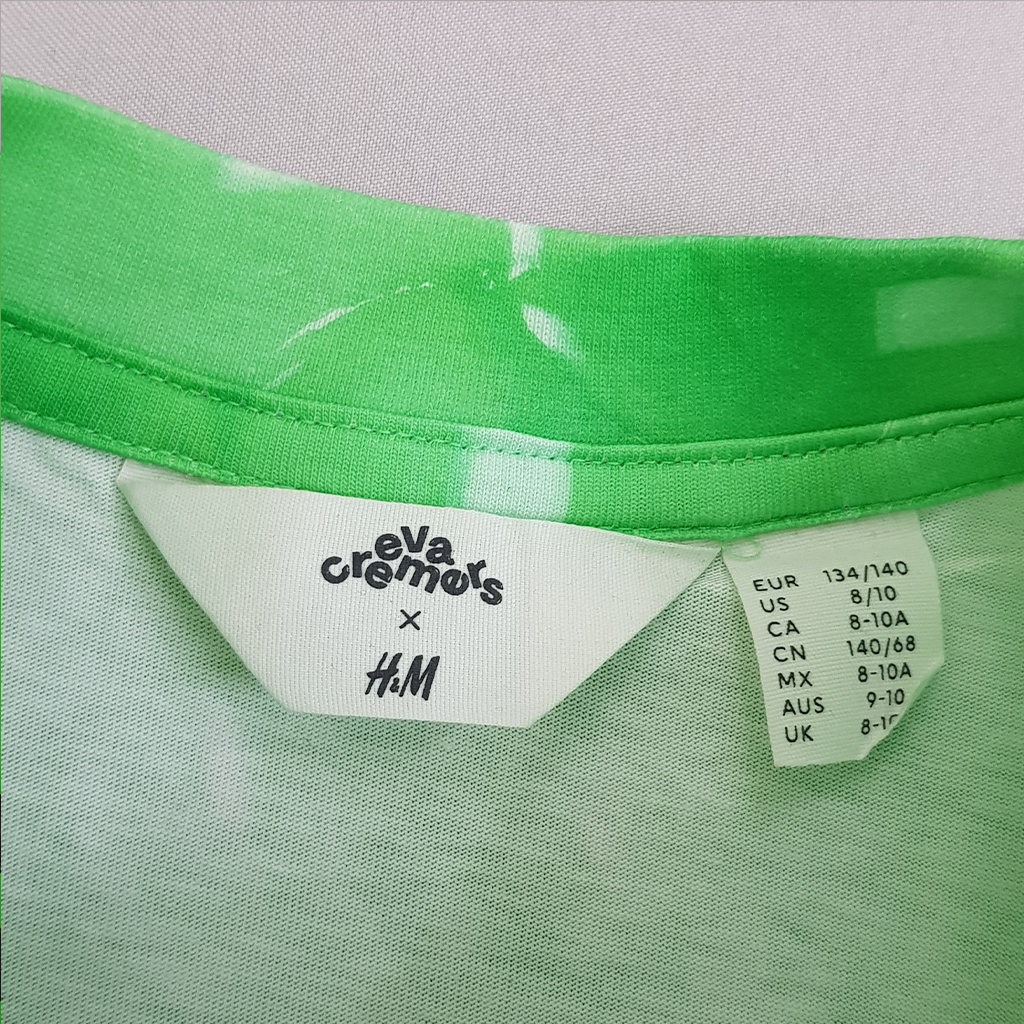 eva
cremers
×
H&M
EUR 134/140
US 8/10
CA 8-10A
CN 140/68
MX 8-10A
AUS 9-10
UK